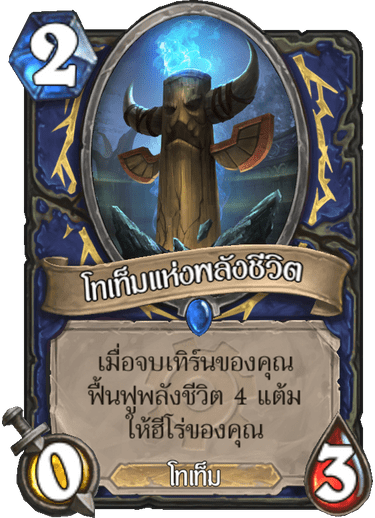 2
โทเท็มแห่งพลังชีวิต
เมื่อจบเทิร์นของคุณ
ฟื้นฟูพลังชีวิต 4 แต้ม
ให้ฮีโร่ของคุณ
0
โทเท็ม
3